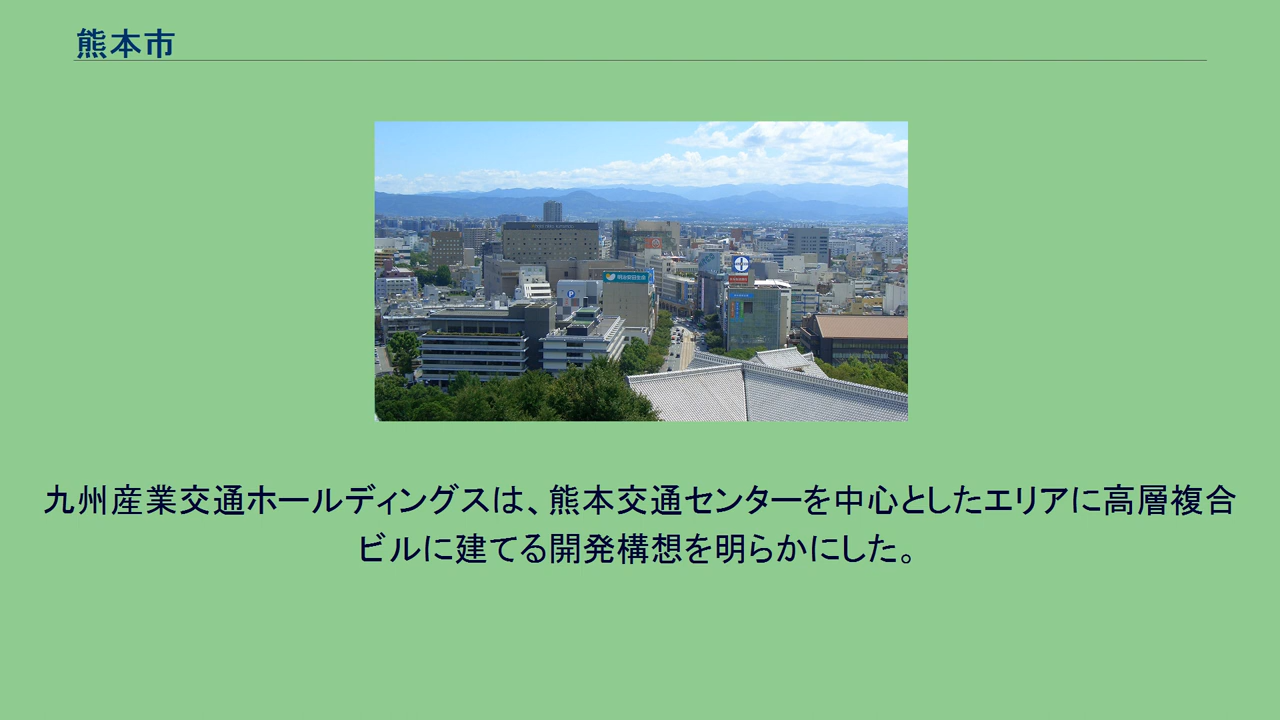 熊本市
P
九州産業交通ホールディングスは、熊本交通センターを中心としたエリアに高層複合
ビルに建てる開発構想を明らかにした。